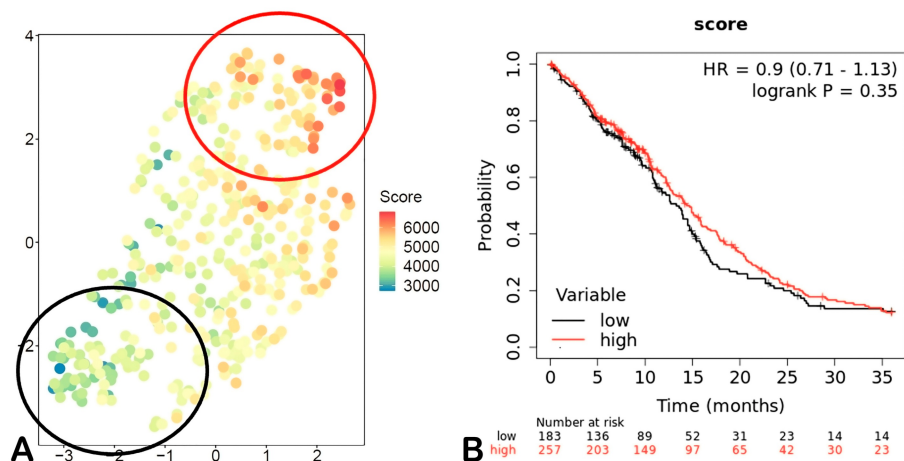 4
2
0
−2
−3
−2
−1
0
1
2
Score
6000
5000
4000
3000
A
score
HR = 0.9 (0.71 - 1.13)
logrank P = 0.35
Probability
1.0
0.8
0.6
0.4
0.2
0.0
Variable
low
high
0 5 10 15 20 25 30 35
Time (months)
B
Number at risk
low 183 136 89 52 31 23 14 14
high 257 203 149 97 65 42 30 23